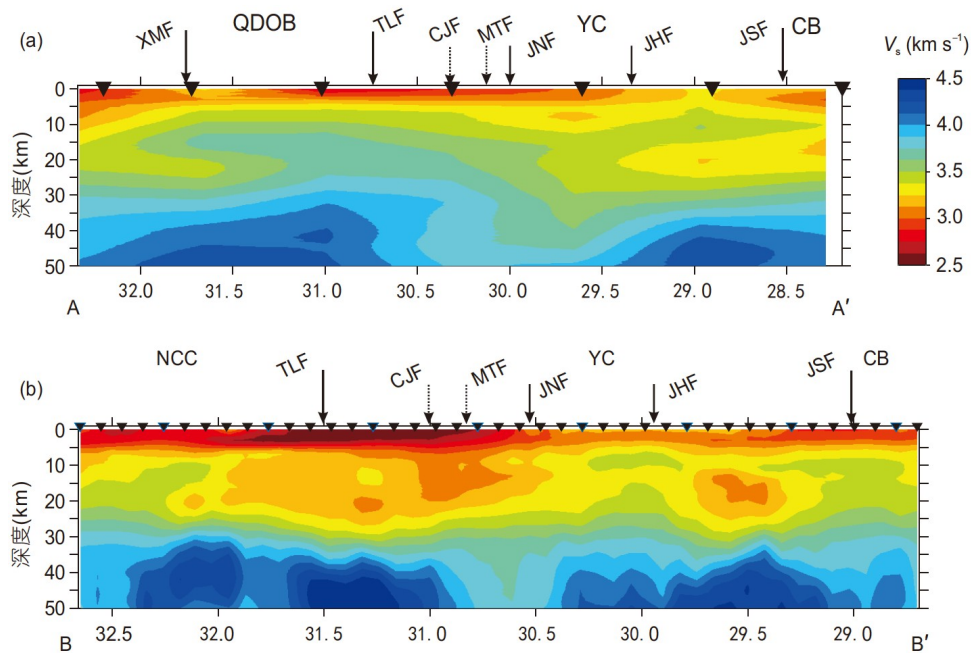 (a) XMF QDOB TLF CJF MTF JNF YC JHF JSF CB Vs (km s⁻¹)
0
10
20
30
40
50
深度(km)
32.0 31.5 31.0 30.5 30.0 29.5 29.0 28.5
A A′
4.5
4.0
3.5
3.0
2.5
(b) NCC TLF CJF MTF JNF YC JHF JSF CB
0
10
20
30
40
50
深度(km)
32.5 32.0 31.5 31.0 30.5 30.0 29.5 29.0
B B′